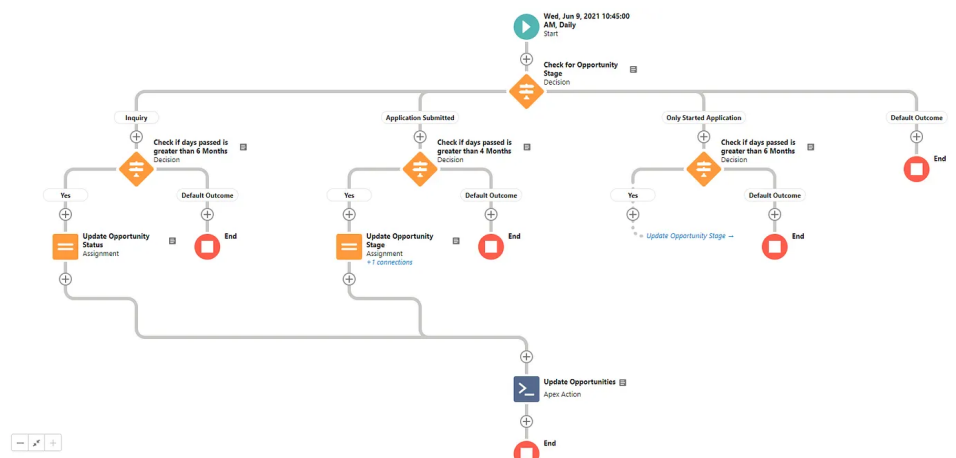 Wed, Jun 9, 2021 10:45:00
AM, Daily
Start
Check for Opportunity
Stage
Decision
Inquiry
Application Submitted
Only Started Application
Default Outcome
Check if days passed is
greater than 6 Months
Decision
Check if days passed is
greater than 4 Months
Decision
Check if days passed is
greater than 6 Months
Decision
End
Yes
Default Outcome
Yes
Default Outcome
Yes
Default Outcome
Update Opportunity
Status
Assignment
End
Update Opportunity
Stage
Assignment
+1 connections
End
Update Opportunity Stage →
End
Update Opportunities
Apex Action
End